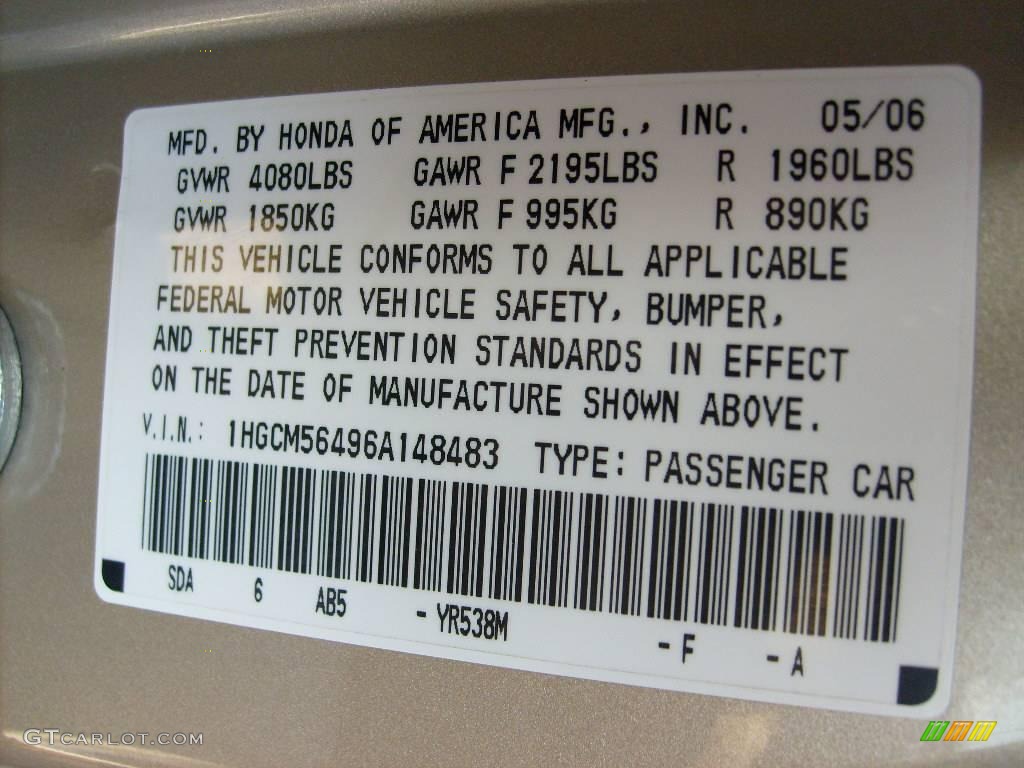 MFD. BY HONDA OF AMERICA MFG., INC. 05/06
GVWR 4080LBS GAWR F 2195LBS R 1960LBS
GVWR 1850KG GAWR F 995KG R 890KG
THIS VEHICLE CONFORMS TO ALL APPLICABLE
FEDERAL MOTOR VEHICLE SAFETY, BUMPER,
AND THEFT PREVENTION STANDARDS IN EFFECT
ON THE DATE OF MANUFACTURE SHOWN ABOVE.
V.I.N.: 1HGCM56496A148483 TYPE: PASSENGER CAR
SDA 6 AB5 - YR538M - F - A
GTCARLOT.COM